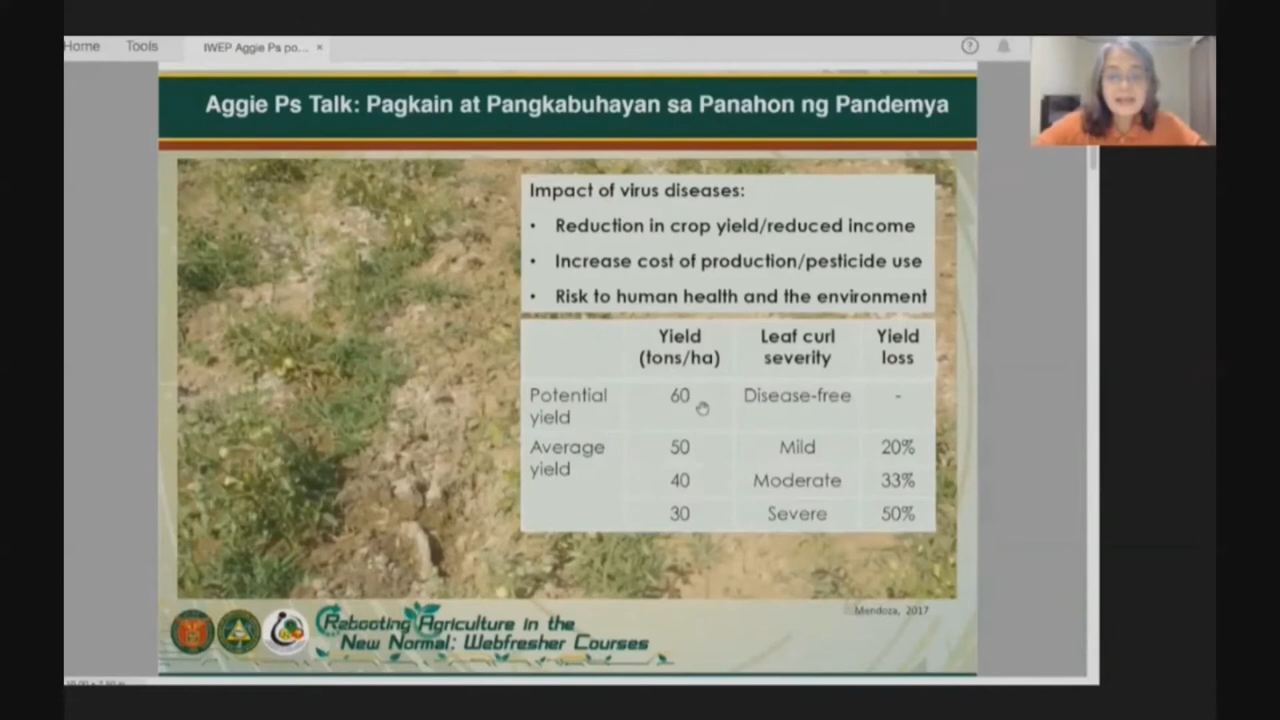 Home Tools IWEP Aggie Ps po... ×
Aggie Ps Talk: Pagkain at Pangkabuhayan sa Panahon ng Pandemya
Impact of virus diseases:
• Reduction in crop yield/reduced income
• Increase cost of production/pesticide use
• Risk to human health and the environment
Yield (tons/ha) Leaf curl severity Yield loss
Potential yield 60 Disease-free -
Average yield 50 Mild 20%
40 Moderate 33%
30 Severe 50%
Mendoza, 2017
Rebooting Agriculture in the
New Normal: Webfresher Courses